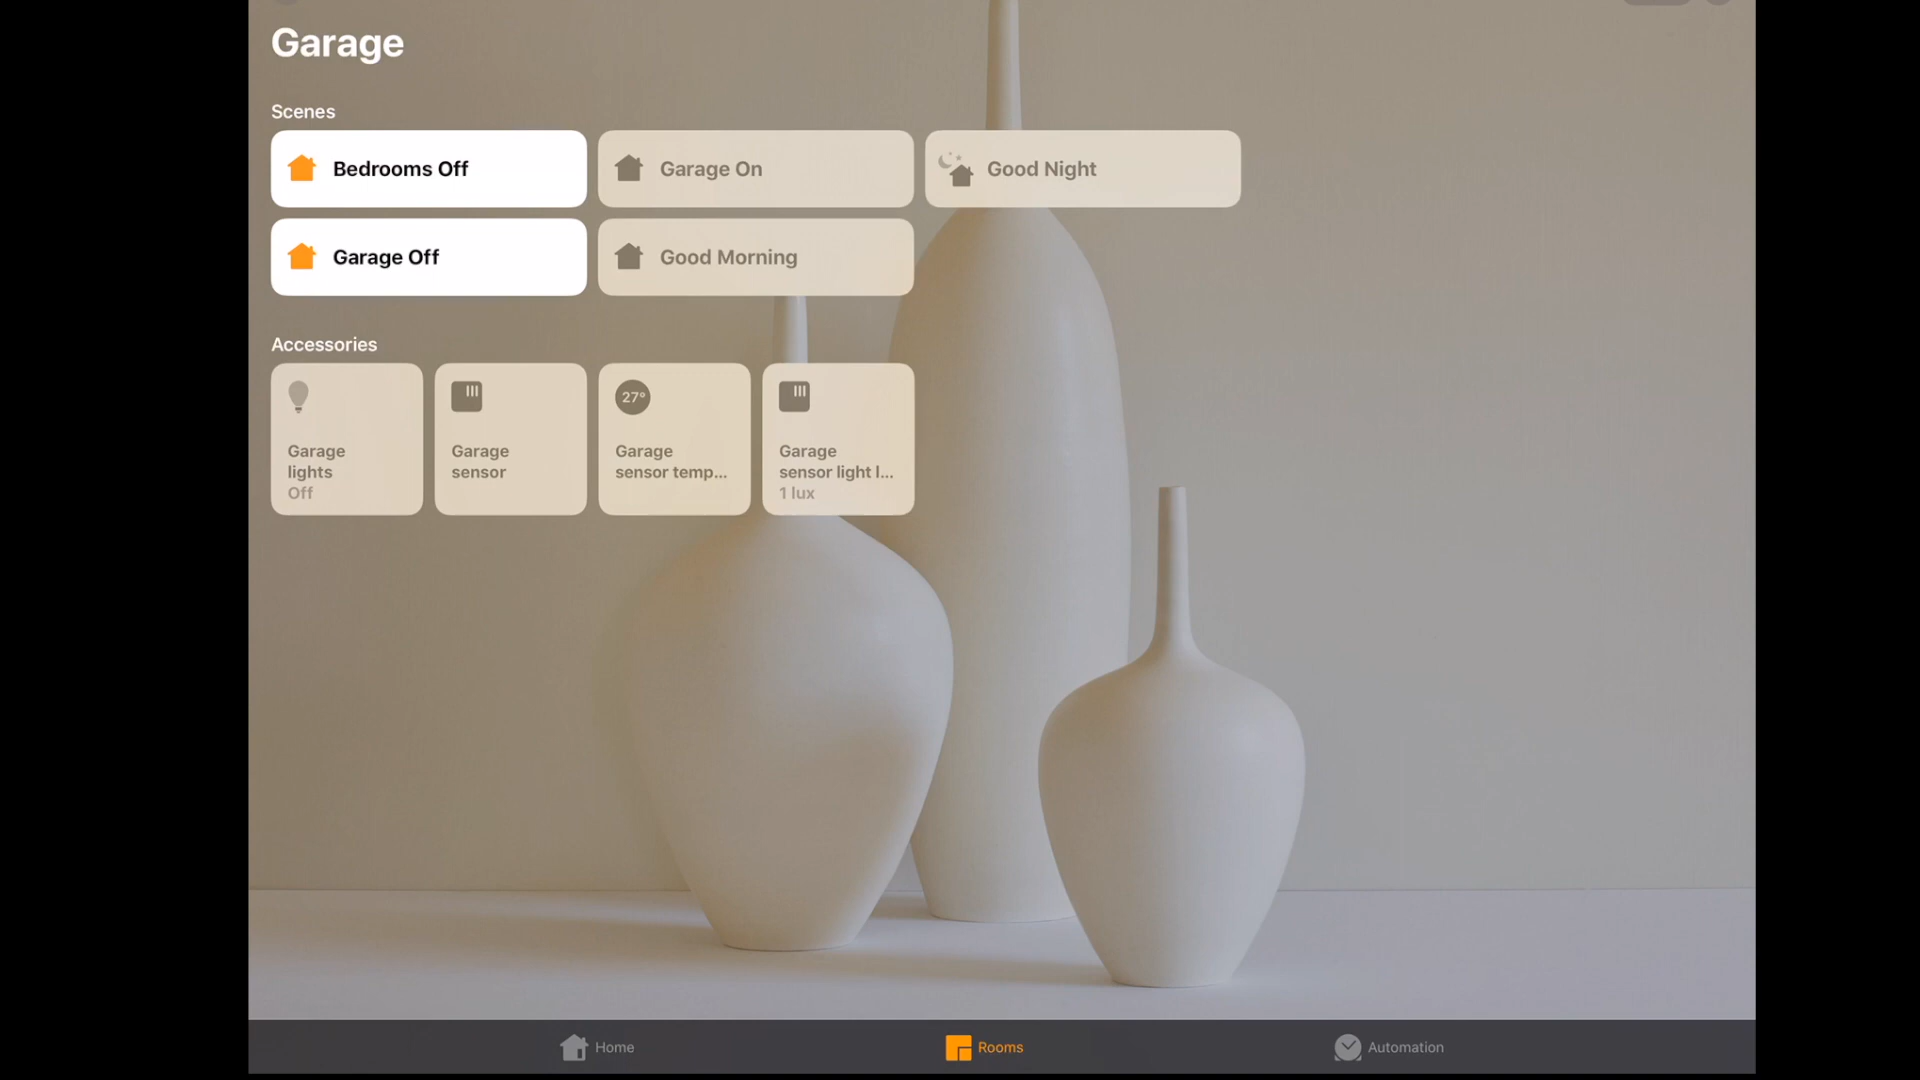 Garage
Scenes
Bedrooms Off
Garage On
Good Night
Garage Off
Good Morning
Accessories
Garage
lights
Off
Garage
sensor
27°
Garage
sensor temp...
Garage
sensor light l...
1 lux
Home
Rooms
Automation